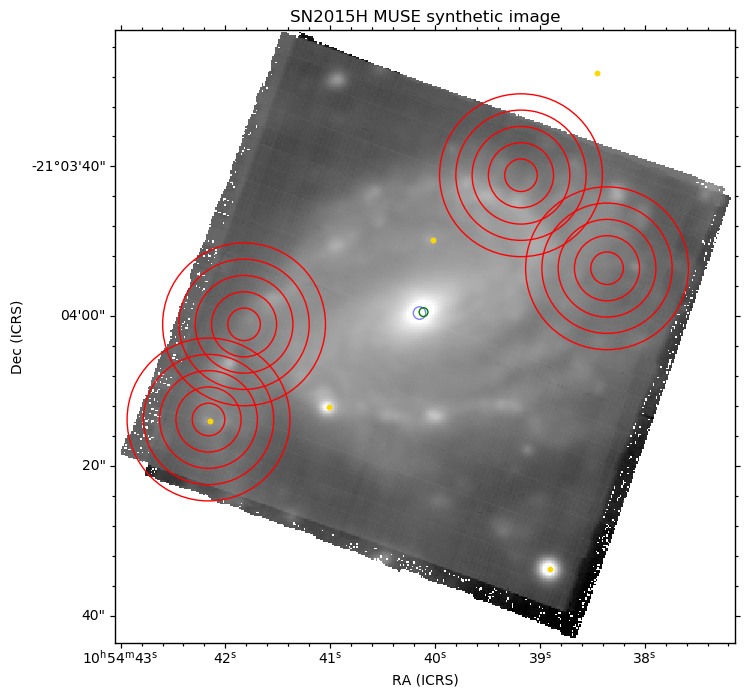 SN2015H MUSE synthetic image
-21°03'40"
04'00"
20"
40"
Dec (ICRS)
10ʰ54ᵐ43ˢ 42ˢ 41ˢ 40ˢ 39ˢ 38ˢ
RA (ICRS)